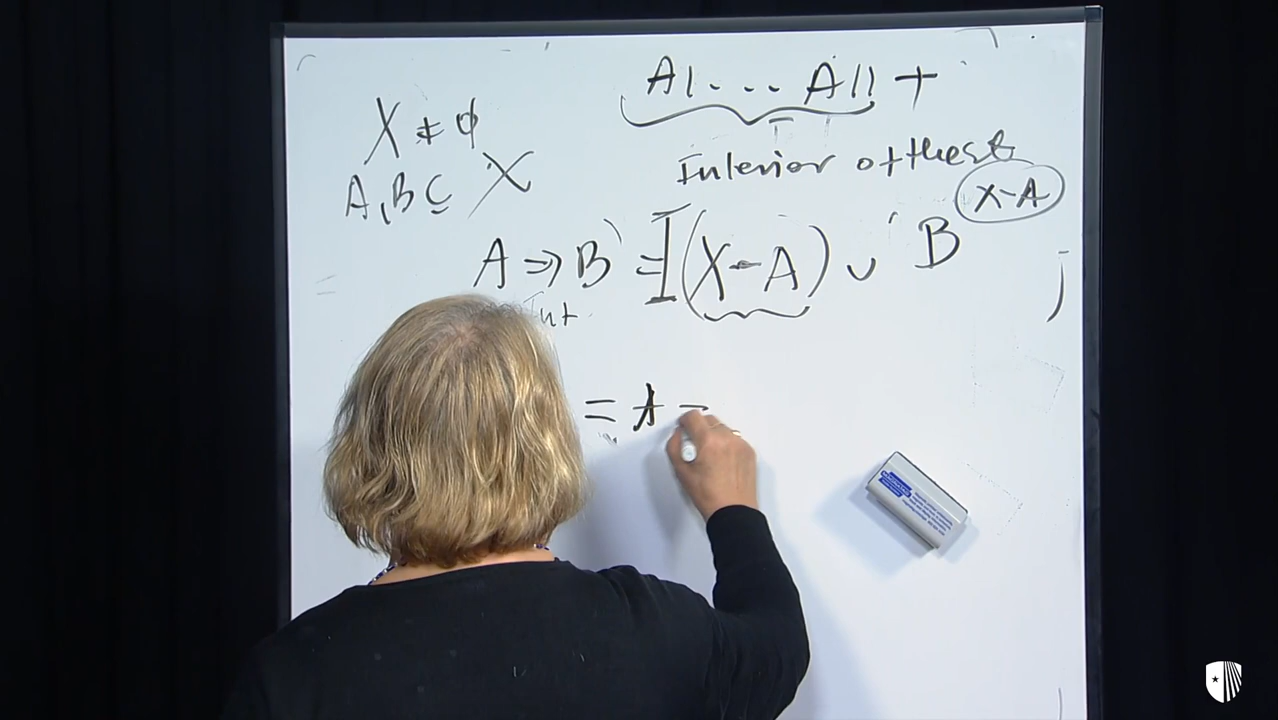 A1 ... A11 +
X ≠ ϕ
Interior of the set
A, B ⊆ X
X-A
A ⇒ B = I(X-A) ∪ B
Int
= A =